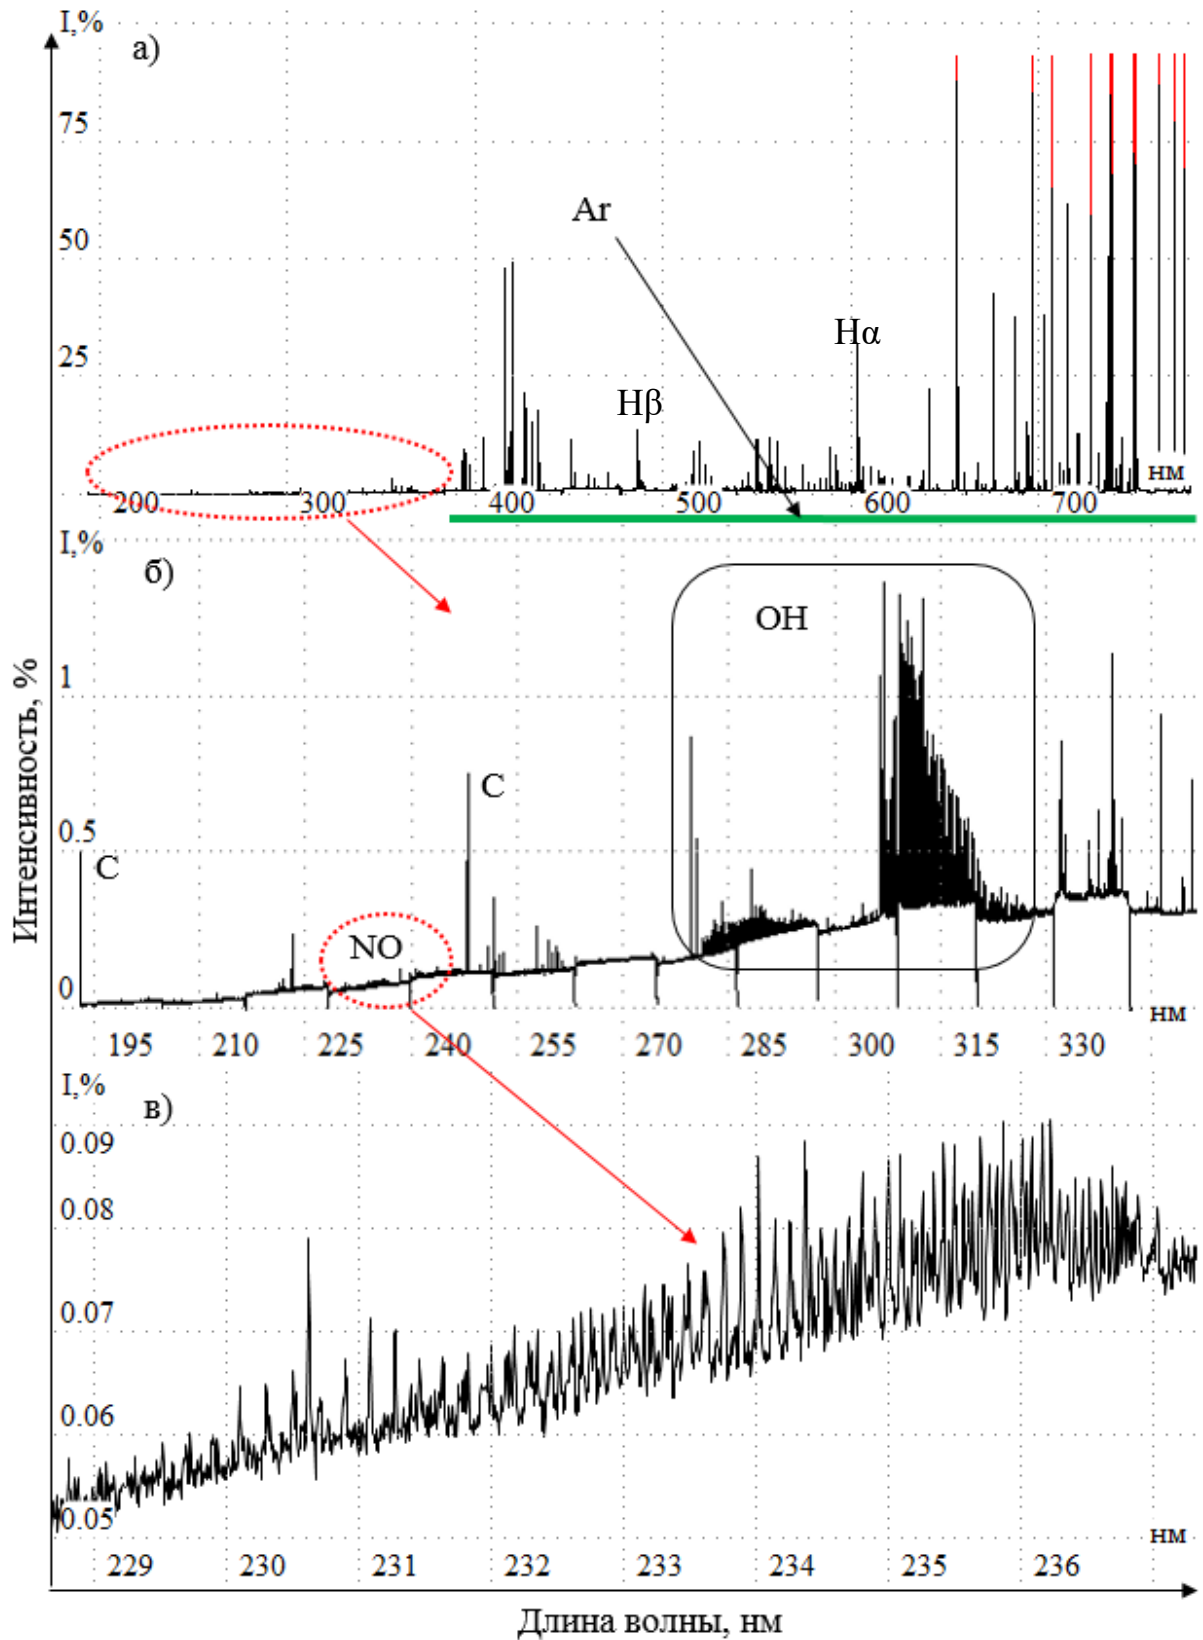 I,%
а)
75
Ar
50
Hα
25
Hβ
нм
200 300 400 500 600 700
I,%
б)
OH
1
C
0.5
C
NO
0
нм
195 210 225 240 255 270 285 300 315 330
I,%
в)
0.09
0.08
0.07
0.06
0.05
нм
229 230 231 232 233 234 235 236
Интенсивность, %
Длина волны, нм